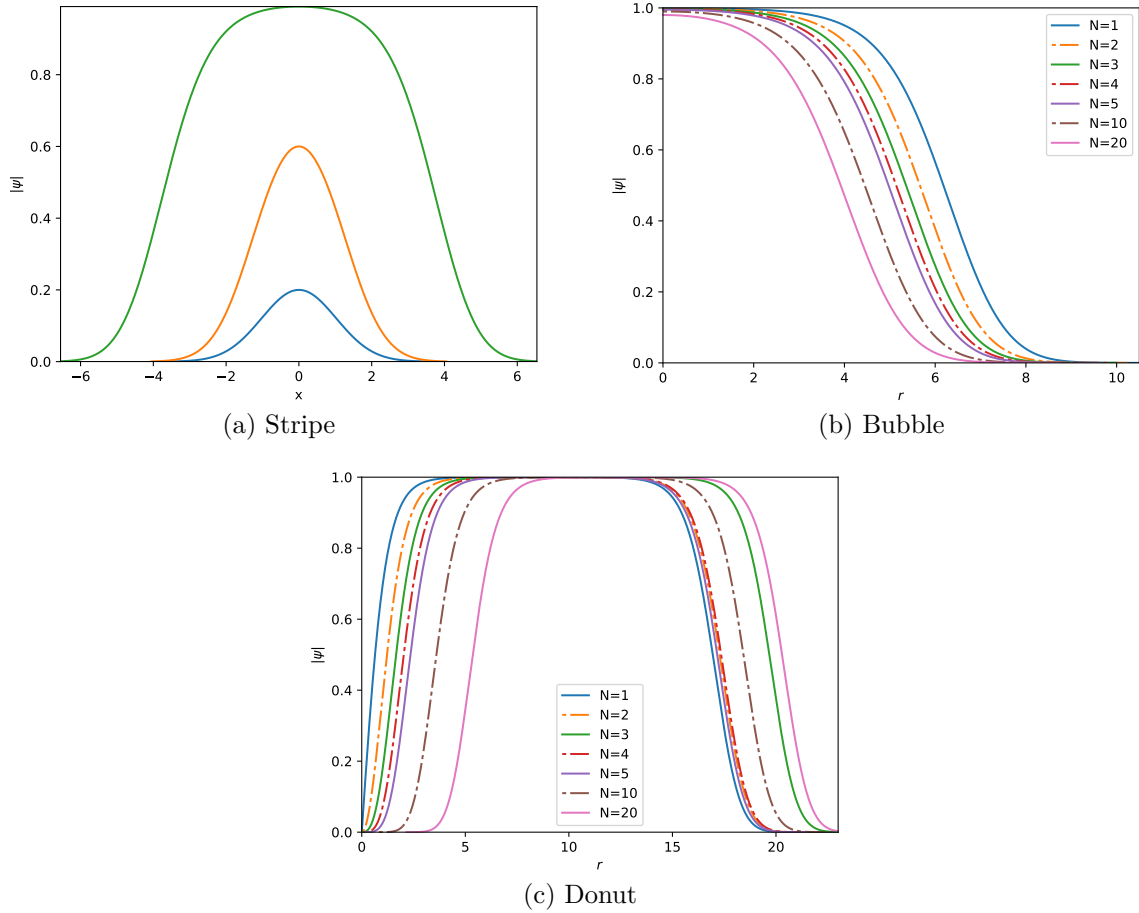 |ψ|
0.8
0.6
0.4
0.2
0.0
−6 −4 −2 0 2 4 6
x
(a) Stripe
|ψ|
1.0
0.8
0.6
0.4
0.2
0.0
0 2 4 6 8 10
r
N=1
N=2
N=3
N=4
N=5
N=10
N=20
(b) Bubble
|ψ|
1.0
0.8
0.6
0.4
0.2
0.0
0 5 10 15 20
r
N=1
N=2
N=3
N=4
N=5
N=10
N=20
(c) Donut